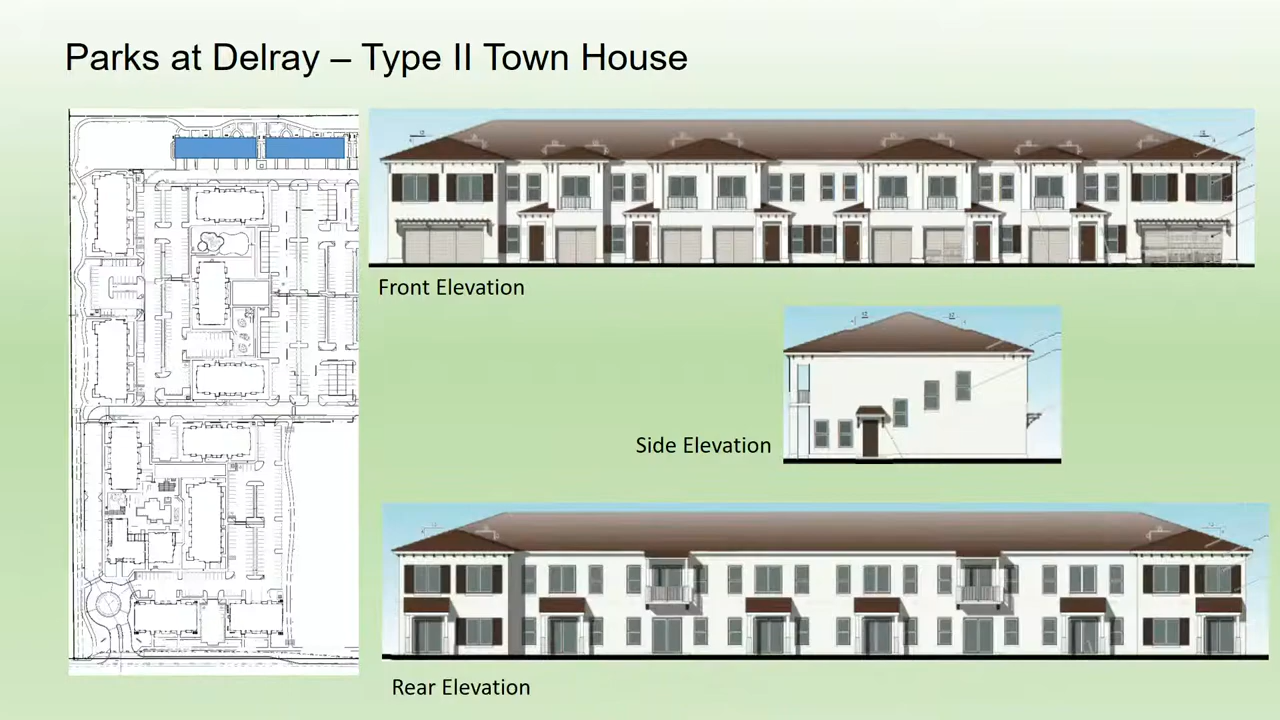 Parks at Delray – Type II Town House
Front Elevation
Side Elevation
Rear Elevation